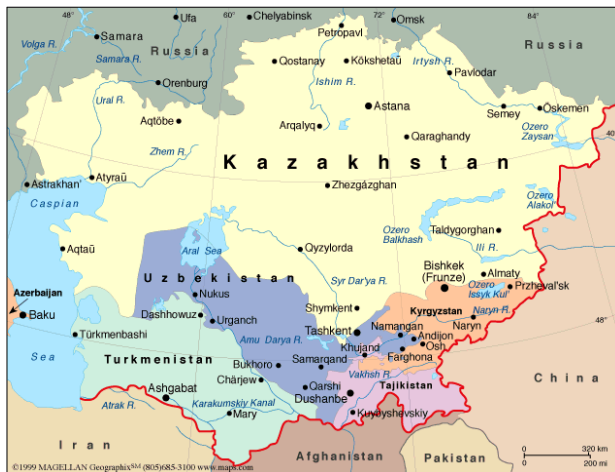 Ufa
Chelyabinsk
Omsk
72
84
60
48
Petropavl
Volga R.
Samara
Samara R.
Russia
Russia
Qostanay
Kökshetaū
Irtysh R.
Pavlodar
Orenburg
Ishim R.
Ural R.
Astana
Semey
Öskemen
Aqtöbe
Arqalyq
Qaraghandy
Ozero
Zaysan
40
Zhem R.
Kazakhstan
Astrakhan'
Atyraū
Zhezgázghan
Caspian
Ozero
Alakol'
Ozero
Balkhash
Taldygorghan
Aqtaū
Aral Sea
Qyzylorda
Ili R.
Uzbekistan
Syr Dar'ya R.
Bishkek
(Frunze)
Almaty
Ozero
Issyk Kul'
Przheval'sk
Azerbaijan
Nukus
Shymkent
Kyrgyzstan
Naryn R.
48
Baku
Dashhowuz
Urganch
Tashkent
Namangan
Naryn
Türkmenbashi
Amu Darya R.
Andijon
Khujand
Osh
Sea
Turkmenistan
Bukhoro
Samarqand
Farghona
Vakhsh R.
China
Chärjew
Qarshi
Tajikistan
Ashgabat
Dushanbe
Karakumskiy Kanal
Atrak R.
Mary
Kuyayshevskiy
Iran
Afghanistan
Pakistan
0
320 km
0
200 mi
©1999 MAGELLAN Geographix℠ (805)685-3100 www.maps.com